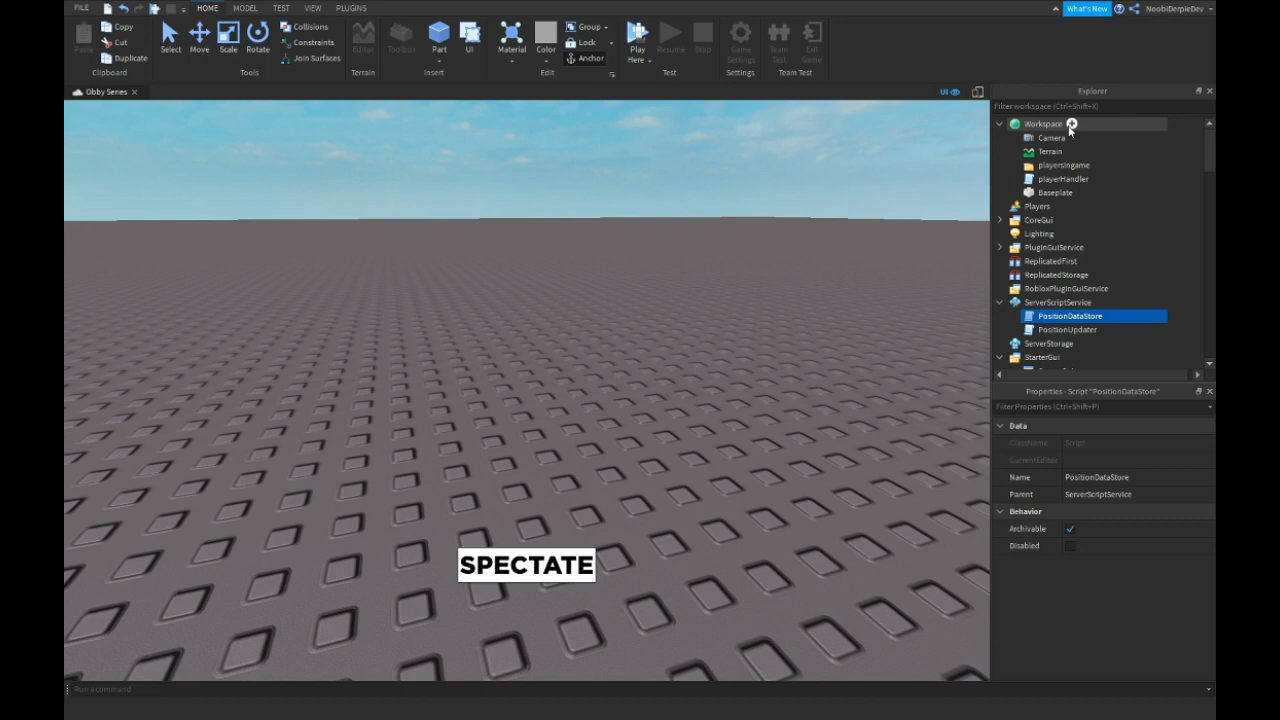 FILE HOME MODEL TEST VIEW PLUGINS What's New NoobiDerpieDev
Copy Collisions Group
Cut Constraints Lock
Paste Duplicate Select Move Scale Rotate Join Surfaces Editor Toolbox Part UI Material Color Anchor Play Here Resume Stop Game Settings Team Test Exit Game
Clipboard Tools Terrain Insert Edit Test Settings Team Test
Obby Series UI
Explorer
Filter workspace (Ctrl+Shift+X)
Workspace
Camera
Terrain
playersIngame
playerHandler
Baseplate
Players
CoreGui
Lighting
PluginGuiService
ReplicatedFirst
ReplicatedStorage
RobloxPluginGuiService
ServerScriptService
PositionDataStore
PositionUpdater
ServerStorage
StarterGui
Properties - Script "PositionDataStore"
Filter Properties (Ctrl+Shift+P)
Data
ClassName Script
CurrentEditor
Name PositionDataStore
Parent ServerScriptService
Behavior
Archivable
Disabled
SPECTATE
Run a command